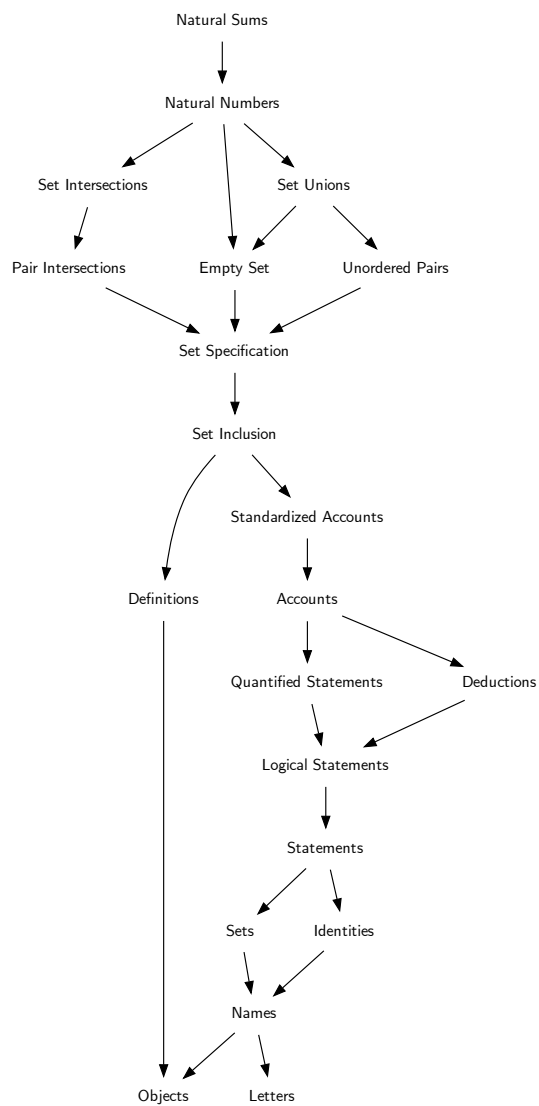 Natural Sums
Natural Numbers
Set Intersections
Set Unions
Pair Intersections
Empty Set
Unordered Pairs
Set Specification
Set Inclusion
Standardized Accounts
Definitions
Accounts
Quantified Statements
Deductions
Logical Statements
Statements
Sets
Identities
Names
Objects
Letters